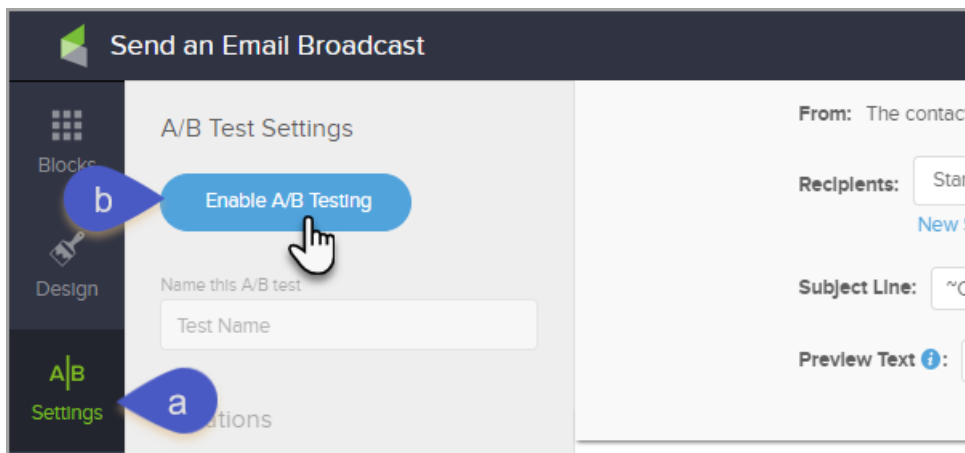 Send an Email Broadcast
Blocks
Design
A|B
Settings
A/B Test Settings
b
Enable A/B Testing
Name this A/B test
Test Name
a
From: The
Recipients:
New
Subject Line:
Preview Text i: